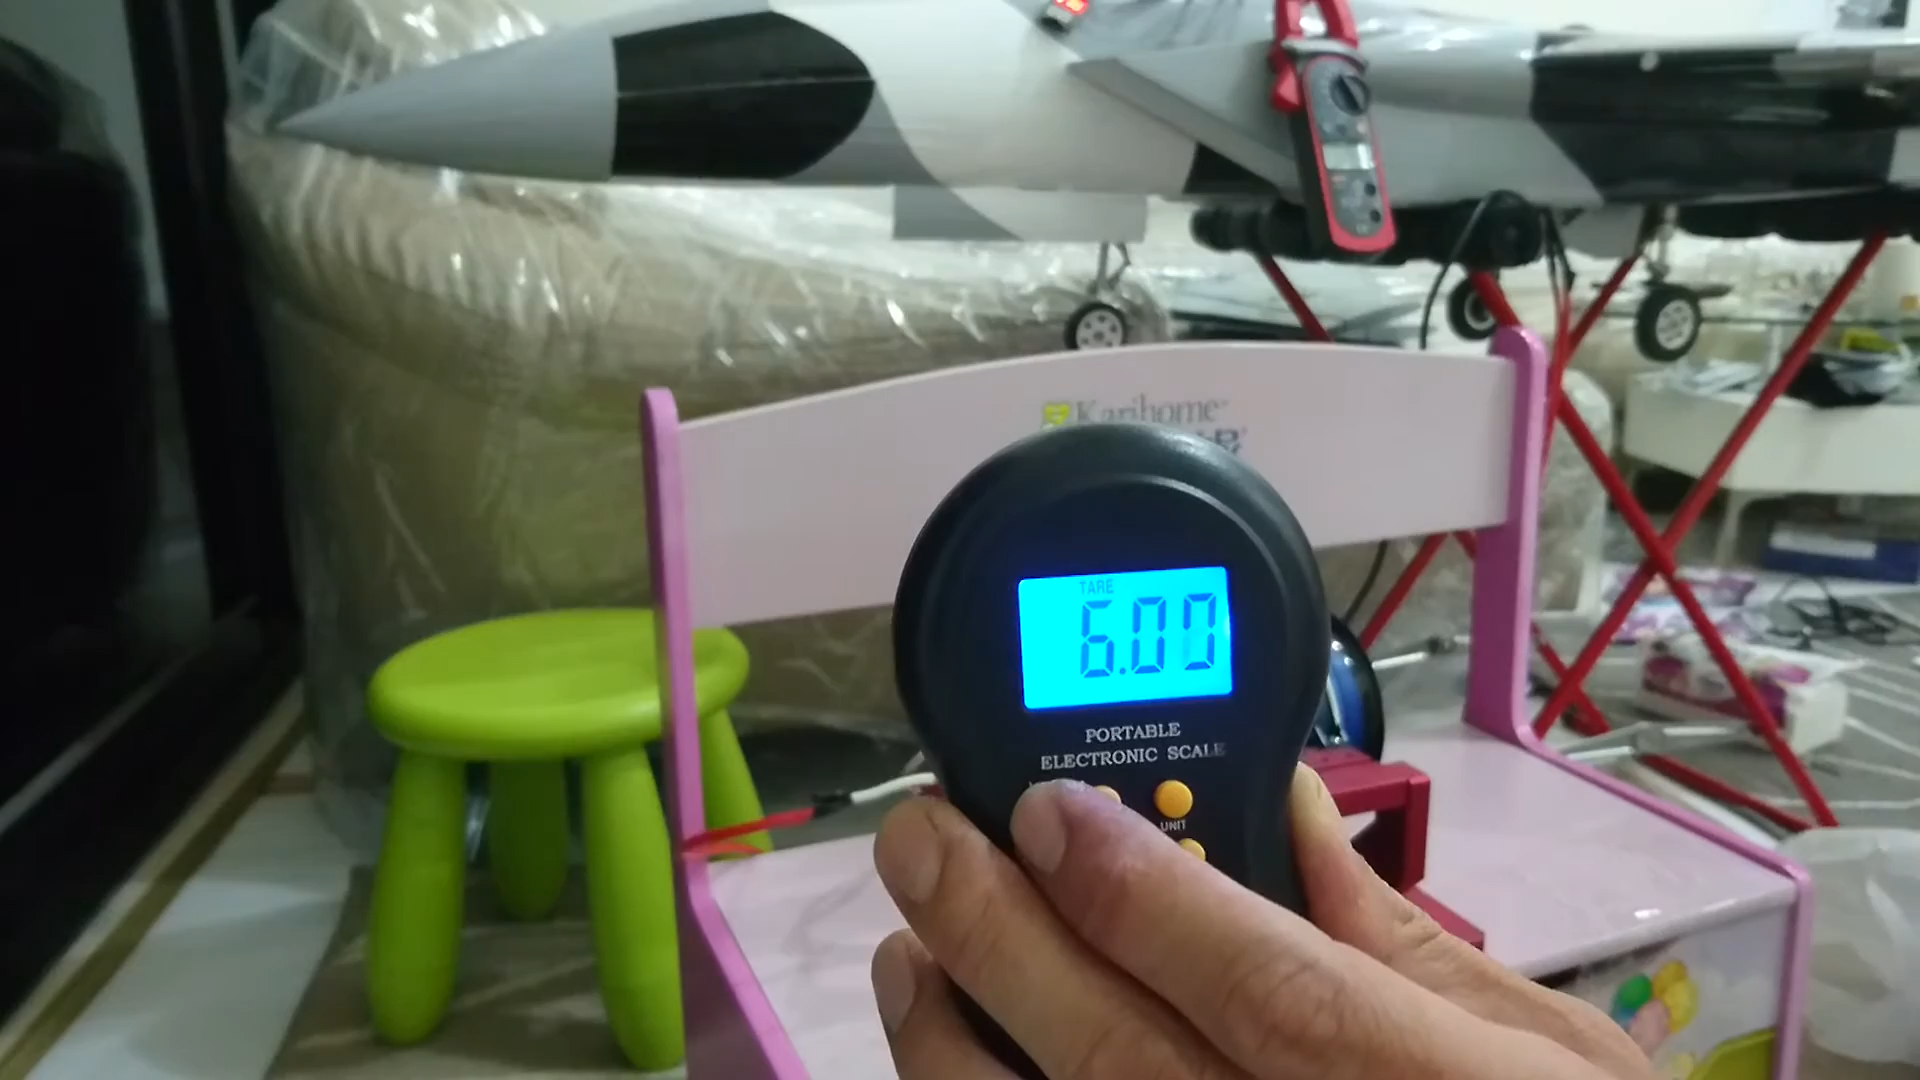 Karihome
TARE
6.00
PORTABLE
ELECTRONIC SCALE
UNIT